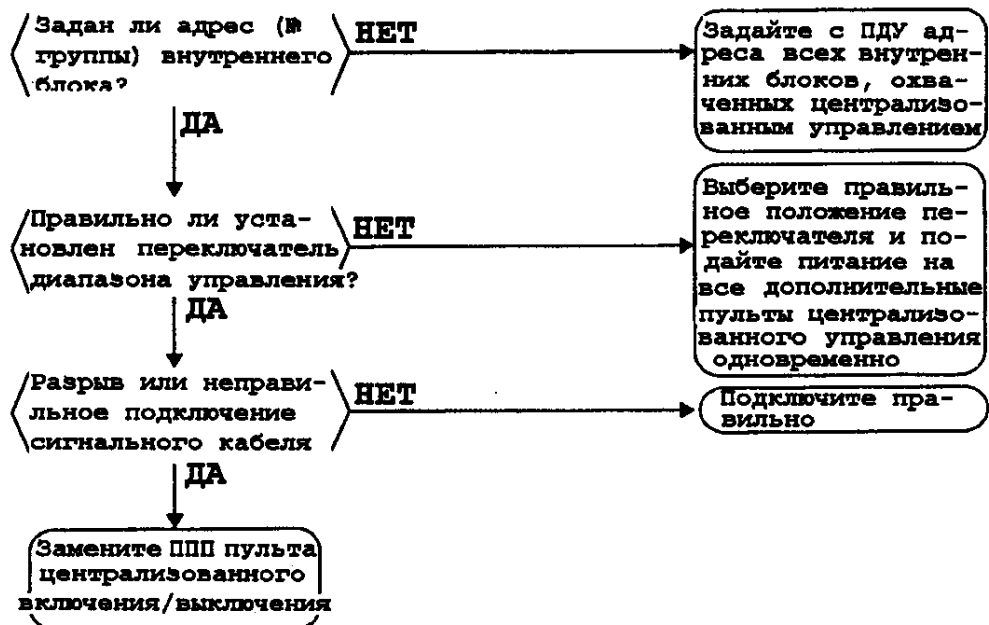 Задан ли адрес (№
группы) внутреннего
блока?
НЕТ
Задайте с ПДУ ад-
реса всех внутрен-
них блоков, охва-
ченных централизо-
ванным управлением
ДА
Правильно ли уста-
новлен переключатель
диапазона управления?
НЕТ
Выберите правиль-
ное положение пе-
реключателя и по-
дайте питание на
все дополнительные
пульты централизо-
ванного управления
одновременно
ДА
Разрыв или неправи-
льное подключение
сигнального кабеля
НЕТ
Подключите пра-
вильно
ДА
Замените ППП пульта
централизованного
включения/выключения